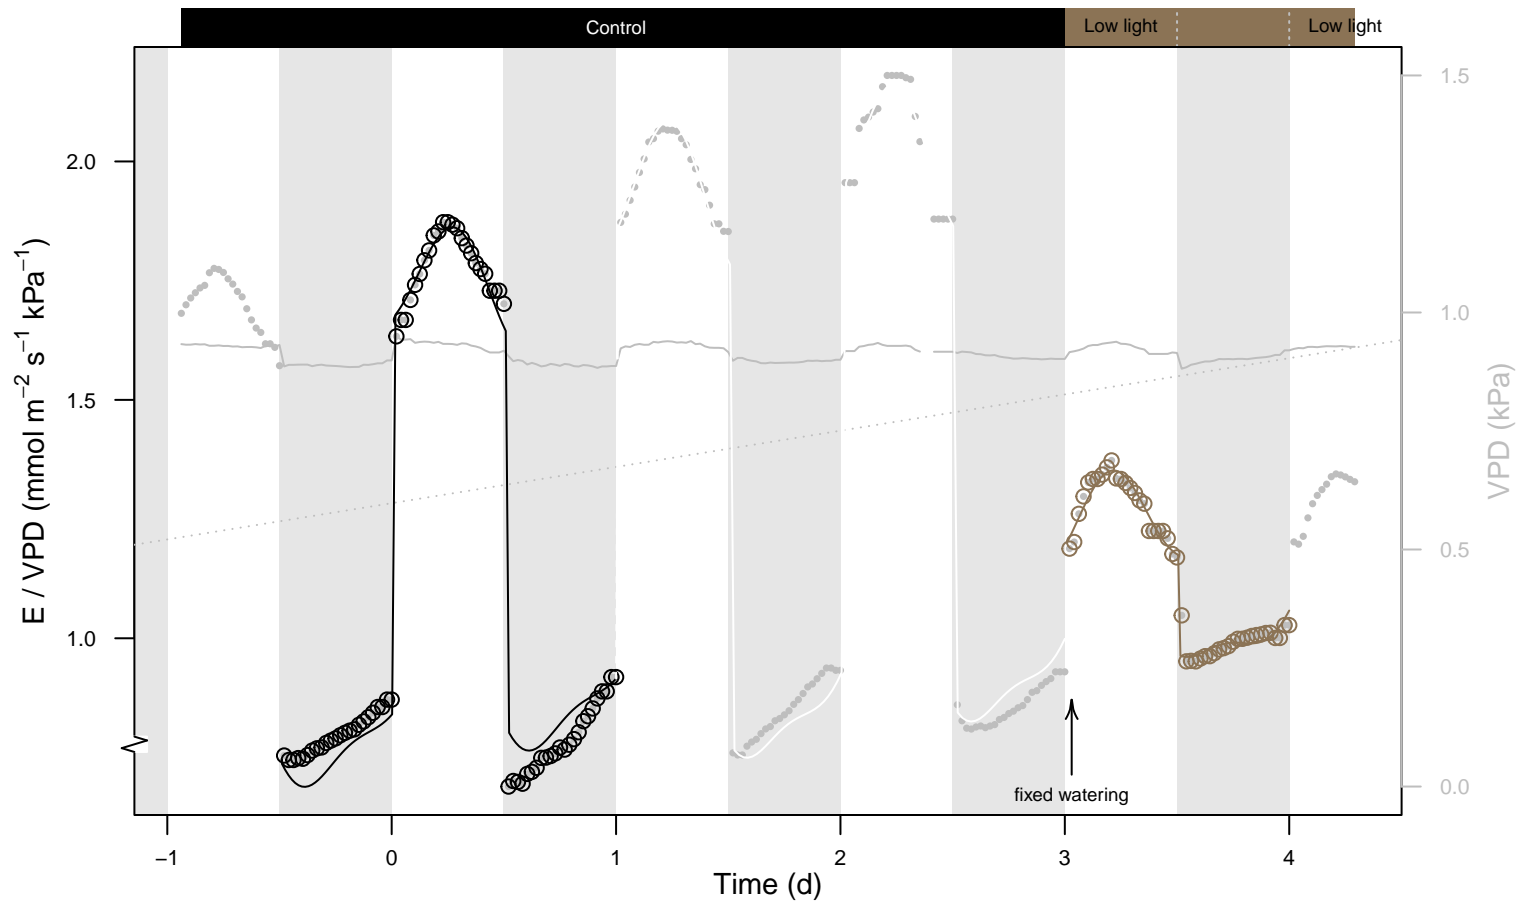 Control
Low light
Low light
2.0
1.5
1.0
E / VPD (mmol m⁻² s⁻¹ kPa⁻¹)
1.5
1.0
0.5
0.0
VPD (kPa)
fixed watering
−1
0
1
2
3
4
Time (d)